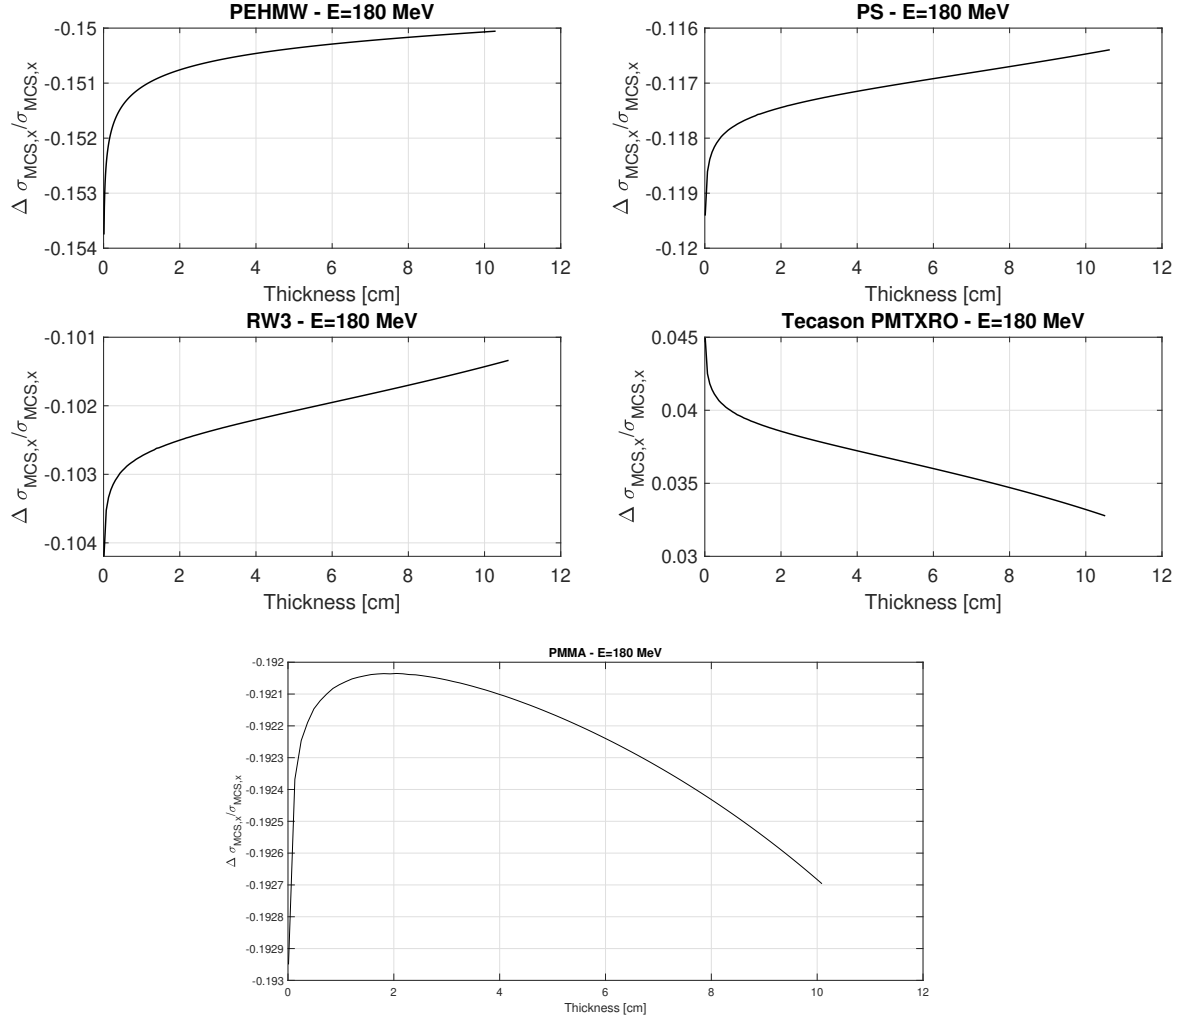 PEHMW - E=180 MeV
-0.15
-0.151
-0.152
-0.153
-0.154
Δ σMCS,x/σMCS,x
0 2 4 6 8 10 12
Thickness [cm]
PS - E=180 MeV
-0.116
-0.117
-0.118
-0.119
-0.12
Δ σMCS,x/σMCS,x
0 2 4 6 8 10 12
Thickness [cm]
RW3 - E=180 MeV
-0.101
-0.102
-0.103
-0.104
Δ σMCS,x/σMCS,x
0 2 4 6 8 10 12
Thickness [cm]
Tecason PMTXRO - E=180 MeV
0.045
0.04
0.035
0.03
Δ σMCS,x/σMCS,x
0 2 4 6 8 10 12
Thickness [cm]
PMMA - E=180 MeV
-0.192
-0.1921
-0.1922
-0.1923
-0.1924
-0.1925
-0.1926
-0.1927
-0.1928
-0.1929
-0.193
Δ σMCS,x/σMCS,x
0 2 4 6 8 10 12
Thickness [cm]